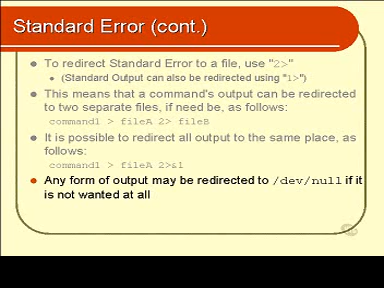 Standard Error (cont.)
To redirect Standard Error to a file, use "2>"
(Standard Output can also be redirected using "1>")
This means that a command's output can be redirected
to two separate files, if need be, as follows:
command1 > fileA 2> fileB
It is possible to redirect all output to the same place, as
follows:
command1 > fileA 2>&1
Any form of output may be redirected to /dev/null if it
is not wanted at all